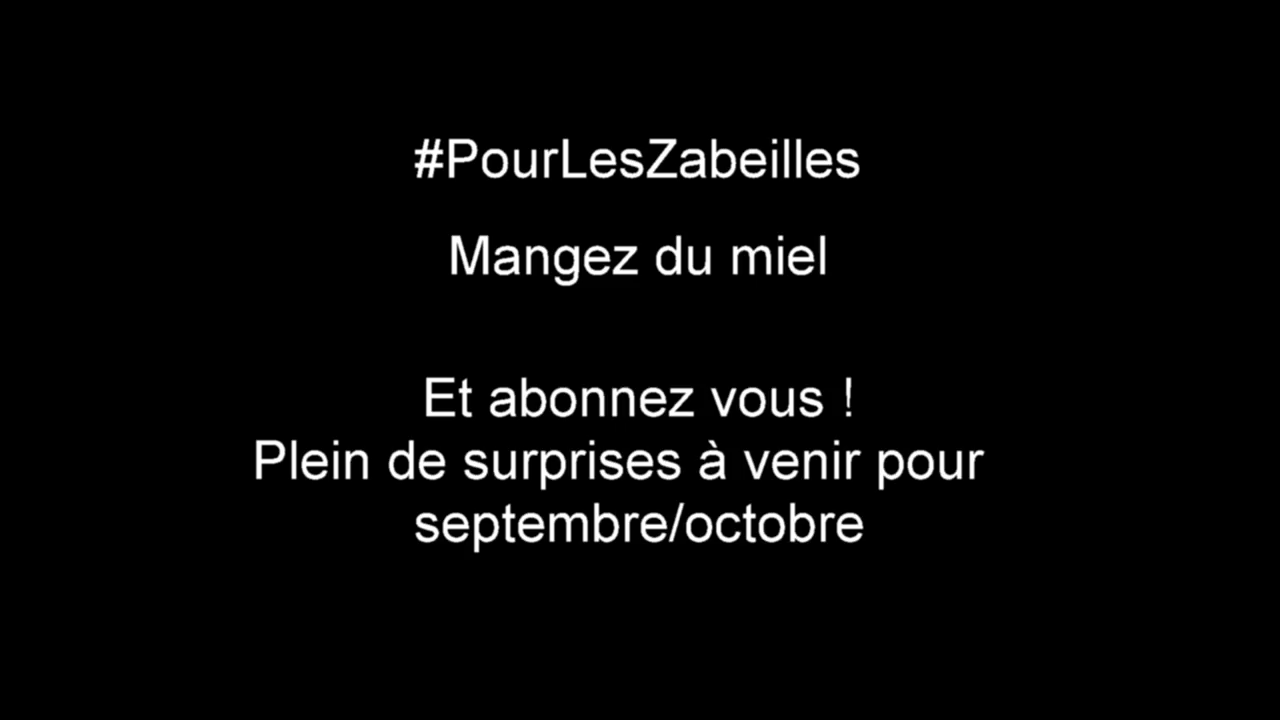 #PourLesZabeilles
Mangez du miel
Et abonnez vous !
Plein de surprises à venir pour
septembre/octobre